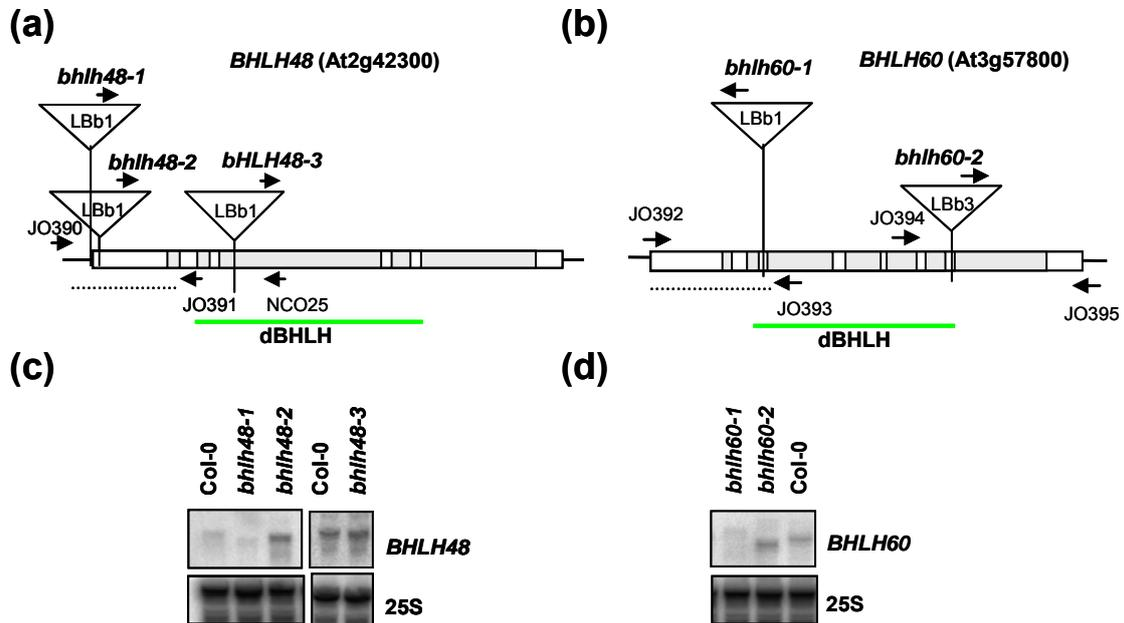 (a)
BHLH48 (At2g42300)
bhlh48-1
LBb1
bhlh48-2
bHLH48-3
LBb1
LBb1
JO390
JO391
NCO25
dBHLH
(b)
BHLH60 (At3g57800)
bhlh60-1
LBb1
bhlh60-2
LBb3
JO392
JO394
JO393
JO395
dBHLH
(c)
Col-0
bhlh48-1
bhlh48-2
Col-0
bhlh48-3
BHLH48
25S
(d)
bhlh60-1
bhlh60-2
Col-0
BHLH60
25S